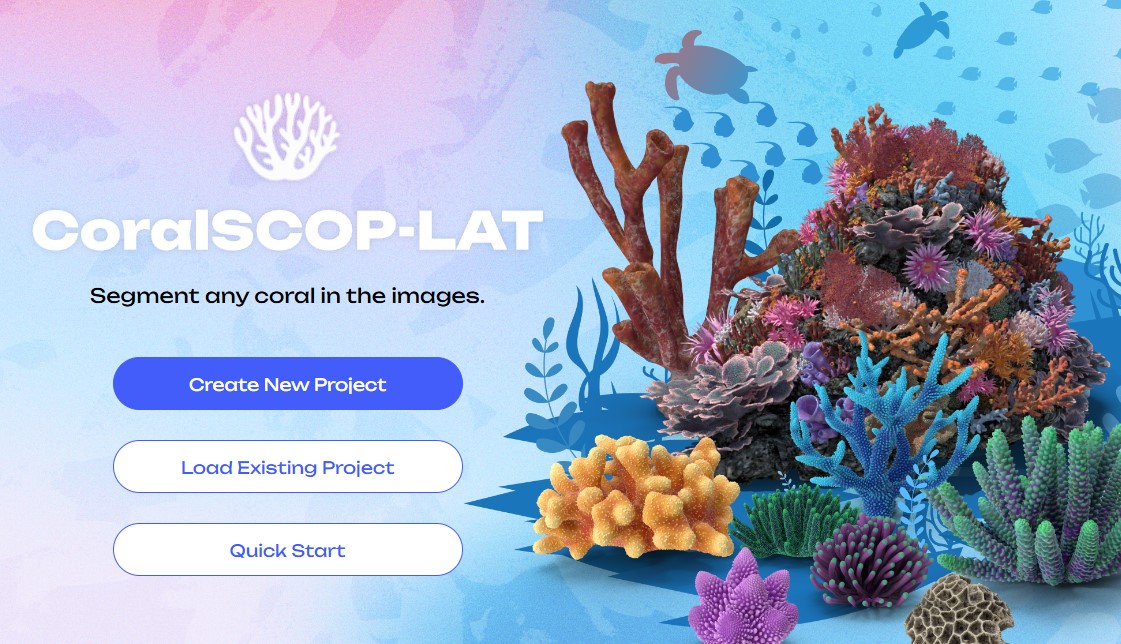 CoralSCOP-LAT
Segment any coral in the images.
Create New Project
Load Existing Project
Quick Start